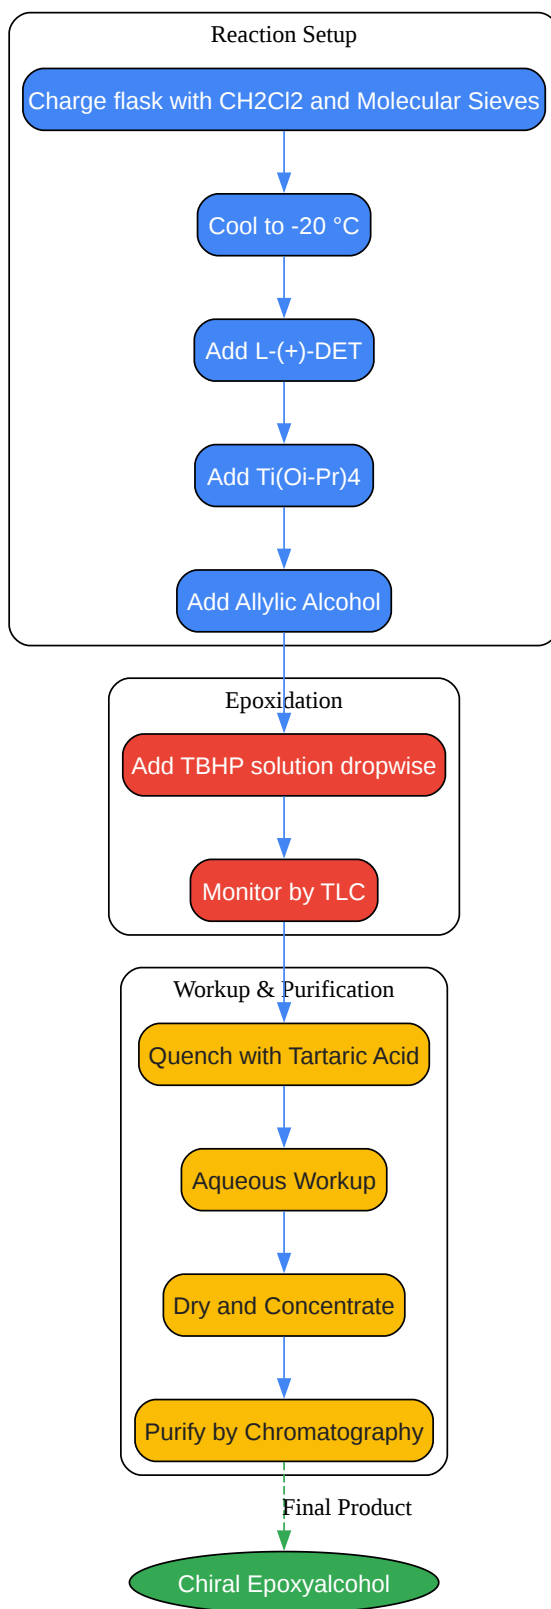 Reaction Setup
Charge flask with CH2Cl2 and Molecular Sieves
Cool to -20 °C
Add L-(+)-DET
Add Ti(Oi-Pr)4
Add Allylic Alcohol
Epoxidation
Add TBHP solution dropwise
Monitor by TLC
Workup & Purification
Quench with Tartaric Acid
Aqueous Workup
Dry and Concentrate
Purify by Chromatography
Final Product
Chiral Epoxyalcohol